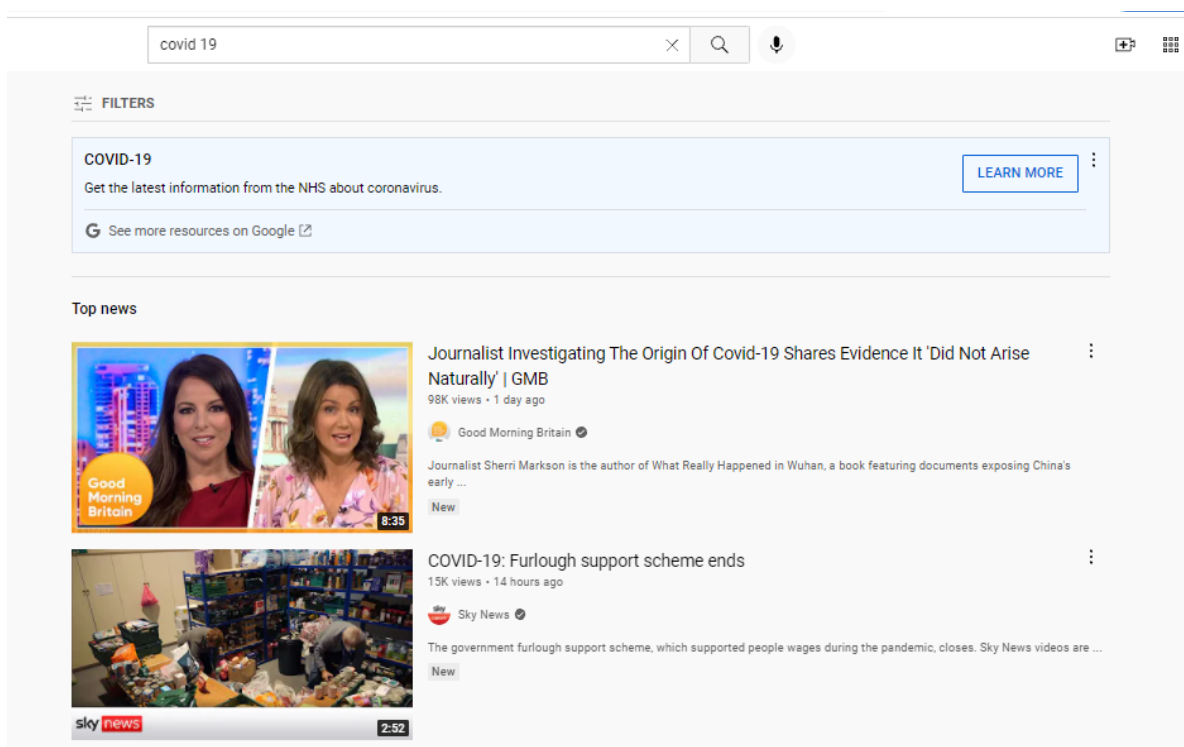 covid 19
FILTERS
COVID-19
LEARN MORE
Get the latest information from the NHS about coronavirus.
G See more resources on Google
Top news
Good
Morning
Britain
8:35
Journalist Investigating The Origin Of Covid-19 Shares Evidence It 'Did Not Arise
Naturally' | GMB
98K views • 1 day ago
Good Morning Britain
Journalist Sherri Markson is the author of What Really Happened in Wuhan, a book featuring documents exposing China's
early ...
New
sky news
2:52
COVID-19: Furlough support scheme ends
15K views • 14 hours ago
Sky News
The government furlough support scheme, which supported people wages during the pandemic, closes. Sky News videos are ...
New